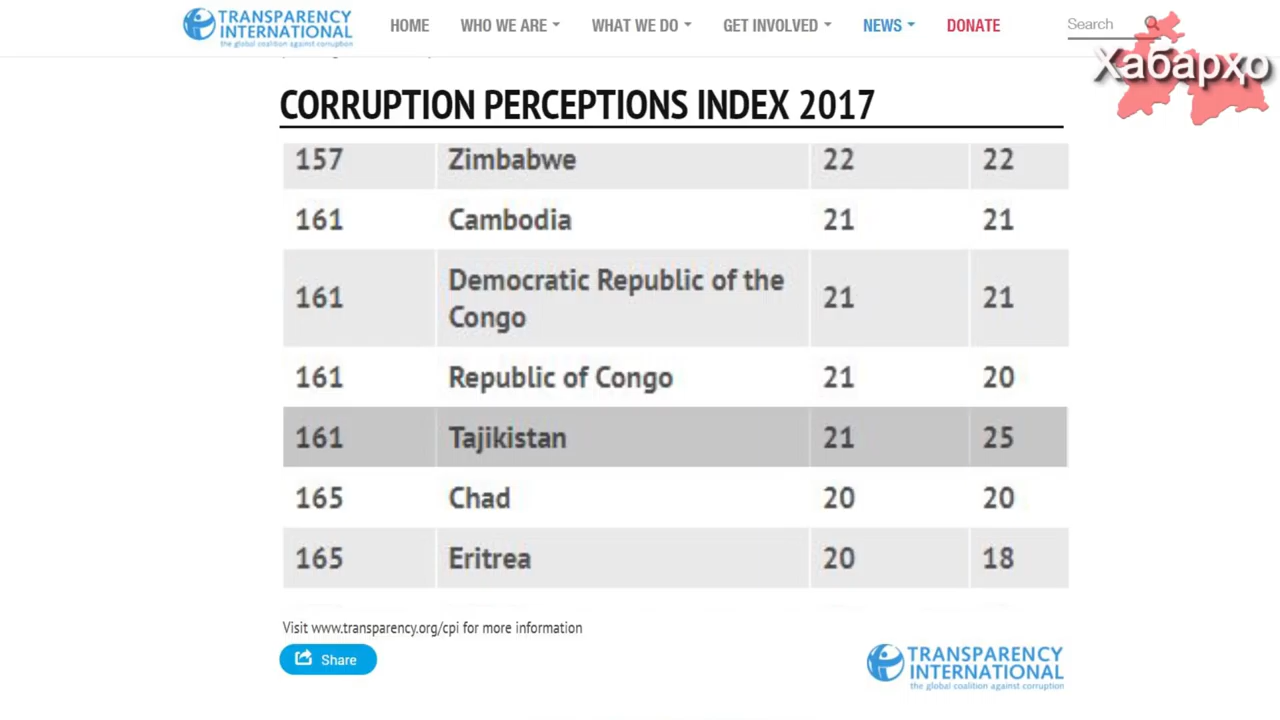 TRANSPARENCY INTERNATIONAL
the global coalition against corruption
HOME WHO WE ARE WHAT WE DO GET INVOLVED NEWS DONATE Search
Хабарҳо
CORRUPTION PERCEPTIONS INDEX 2017
157 Zimbabwe 22 22
161 Cambodia 21 21
161 Democratic Republic of the Congo 21 21
161 Republic of Congo 21 20
161 Tajikistan 21 25
165 Chad 20 20
165 Eritrea 20 18
Visit www.transparency.org/cpi for more information
Share
TRANSPARENCY INTERNATIONAL
the global coalition against corruption